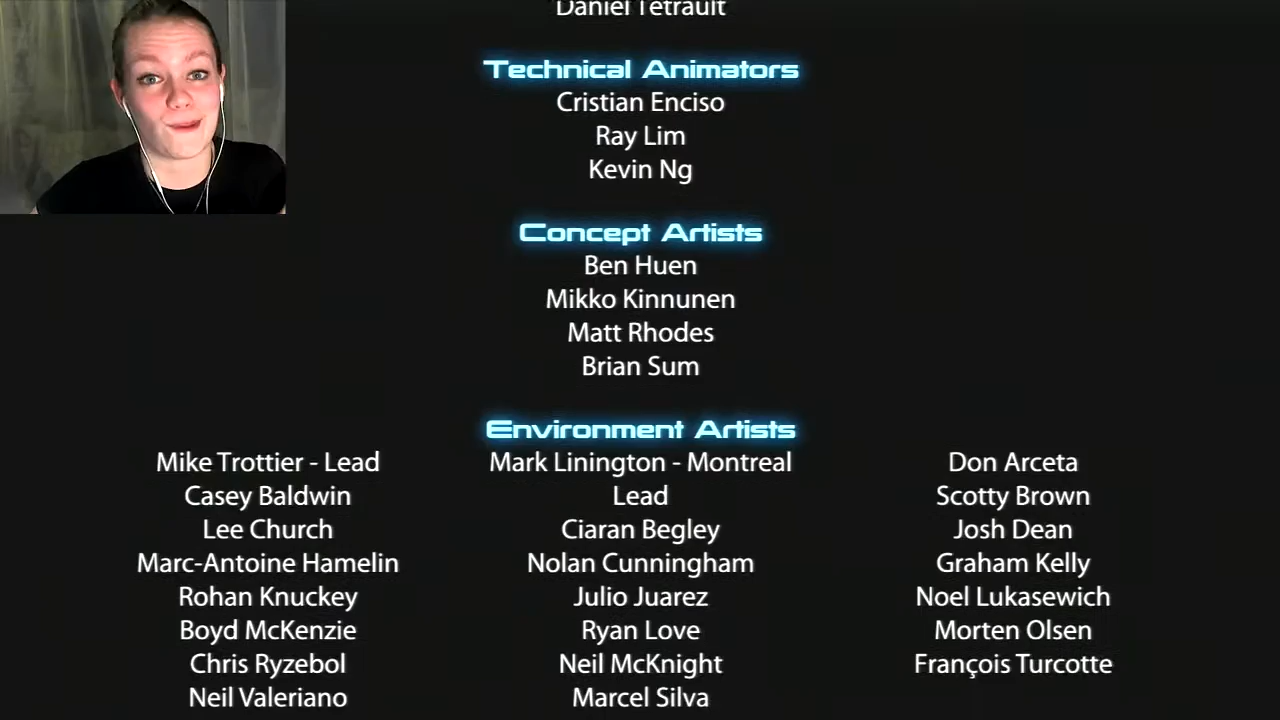 Daniel Tetrault
Technical Animators
Cristian Enciso
Ray Lim
Kevin Ng
Concept Artists
Ben Huen
Mikko Kinnunen
Matt Rhodes
Brian Sum
Environment Artists
Mike Trottier - Lead
Casey Baldwin
Lee Church
Marc-Antoine Hamelin
Rohan Knuckey
Boyd McKenzie
Chris Ryzebol
Neil Valeriano
Mark Linington - Montreal
Lead
Ciaran Begley
Nolan Cunningham
Julio Juarez
Ryan Love
Neil McKnight
Marcel Silva
Don Arceta
Scotty Brown
Josh Dean
Graham Kelly
Noel Lukasewich
Morten Olsen
François Turcotte